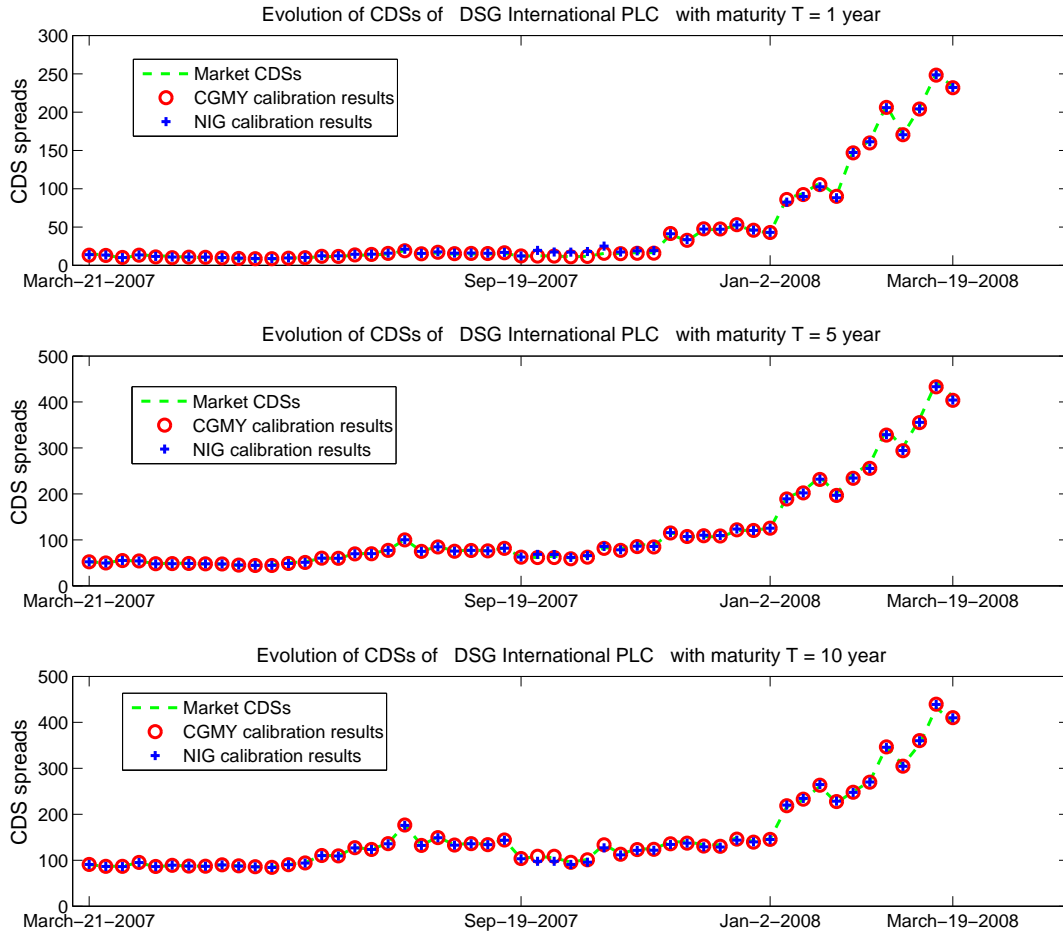 Evolution of CDSs of DSG International PLC with maturity T = 1 year
300
250
200
150
100
50
0
CDS spreads
Market CDSs
CGMY calibration results
NIG calibration results
March−21−2007
Sep−19−2007
Jan−2−2008
March−19−2008
Evolution of CDSs of DSG International PLC with maturity T = 5 year
500
400
300
200
100
0
CDS spreads
Market CDSs
CGMY calibration results
NIG calibration results
March−21−2007
Sep−19−2007
Jan−2−2008
March−19−2008
Evolution of CDSs of DSG International PLC with maturity T = 10 year
500
400
300
200
100
0
CDS spreads
Market CDSs
CGMY calibration results
NIG calibration results
March−21−2007
Sep−19−2007
Jan−2−2008
March−19−2008